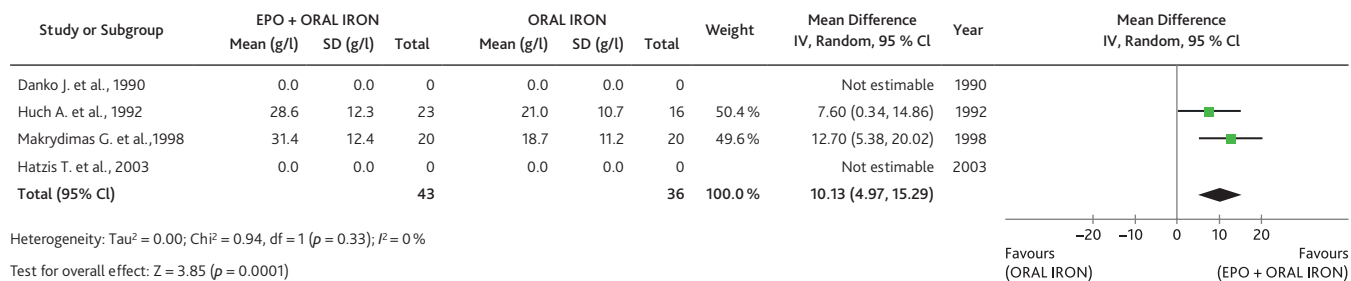 Study or Subgroup EPO + ORAL IRON ORAL IRON Weight Mean Difference Year Mean Difference
Mean (g/l) SD (g/l) Total Mean (g/l) SD (g/l) Total IV, Random, 95 % Cl IV, Random, 95 % Cl
Danko J. et al., 1990 0.0 0.0 0 0.0 0.0 0 Not estimable 1990
Huch A. et al., 1992 28.6 12.3 23 21.0 10.7 16 50.4 % 7.60 (0.34, 14.86) 1992
Makrydimas G. et al.,1998 31.4 12.4 20 18.7 11.2 20 49.6 % 12.70 (5.38, 20.02) 1998
Hatzis T. et al., 2003 0.0 0.0 0 0.0 0.0 0 Not estimable 2003
Total (95% Cl) 43 36 100.0 % 10.13 (4.97, 15.29)
Heterogeneity: Tau² = 0.00; Chi² = 0.94, df = 1 (p = 0.33); I² = 0 %
Test for overall effect: Z = 3.85 (p = 0.0001)
−20 −10 0 10 20
Favours Favours
(ORAL IRON) (EPO + ORAL IRON)